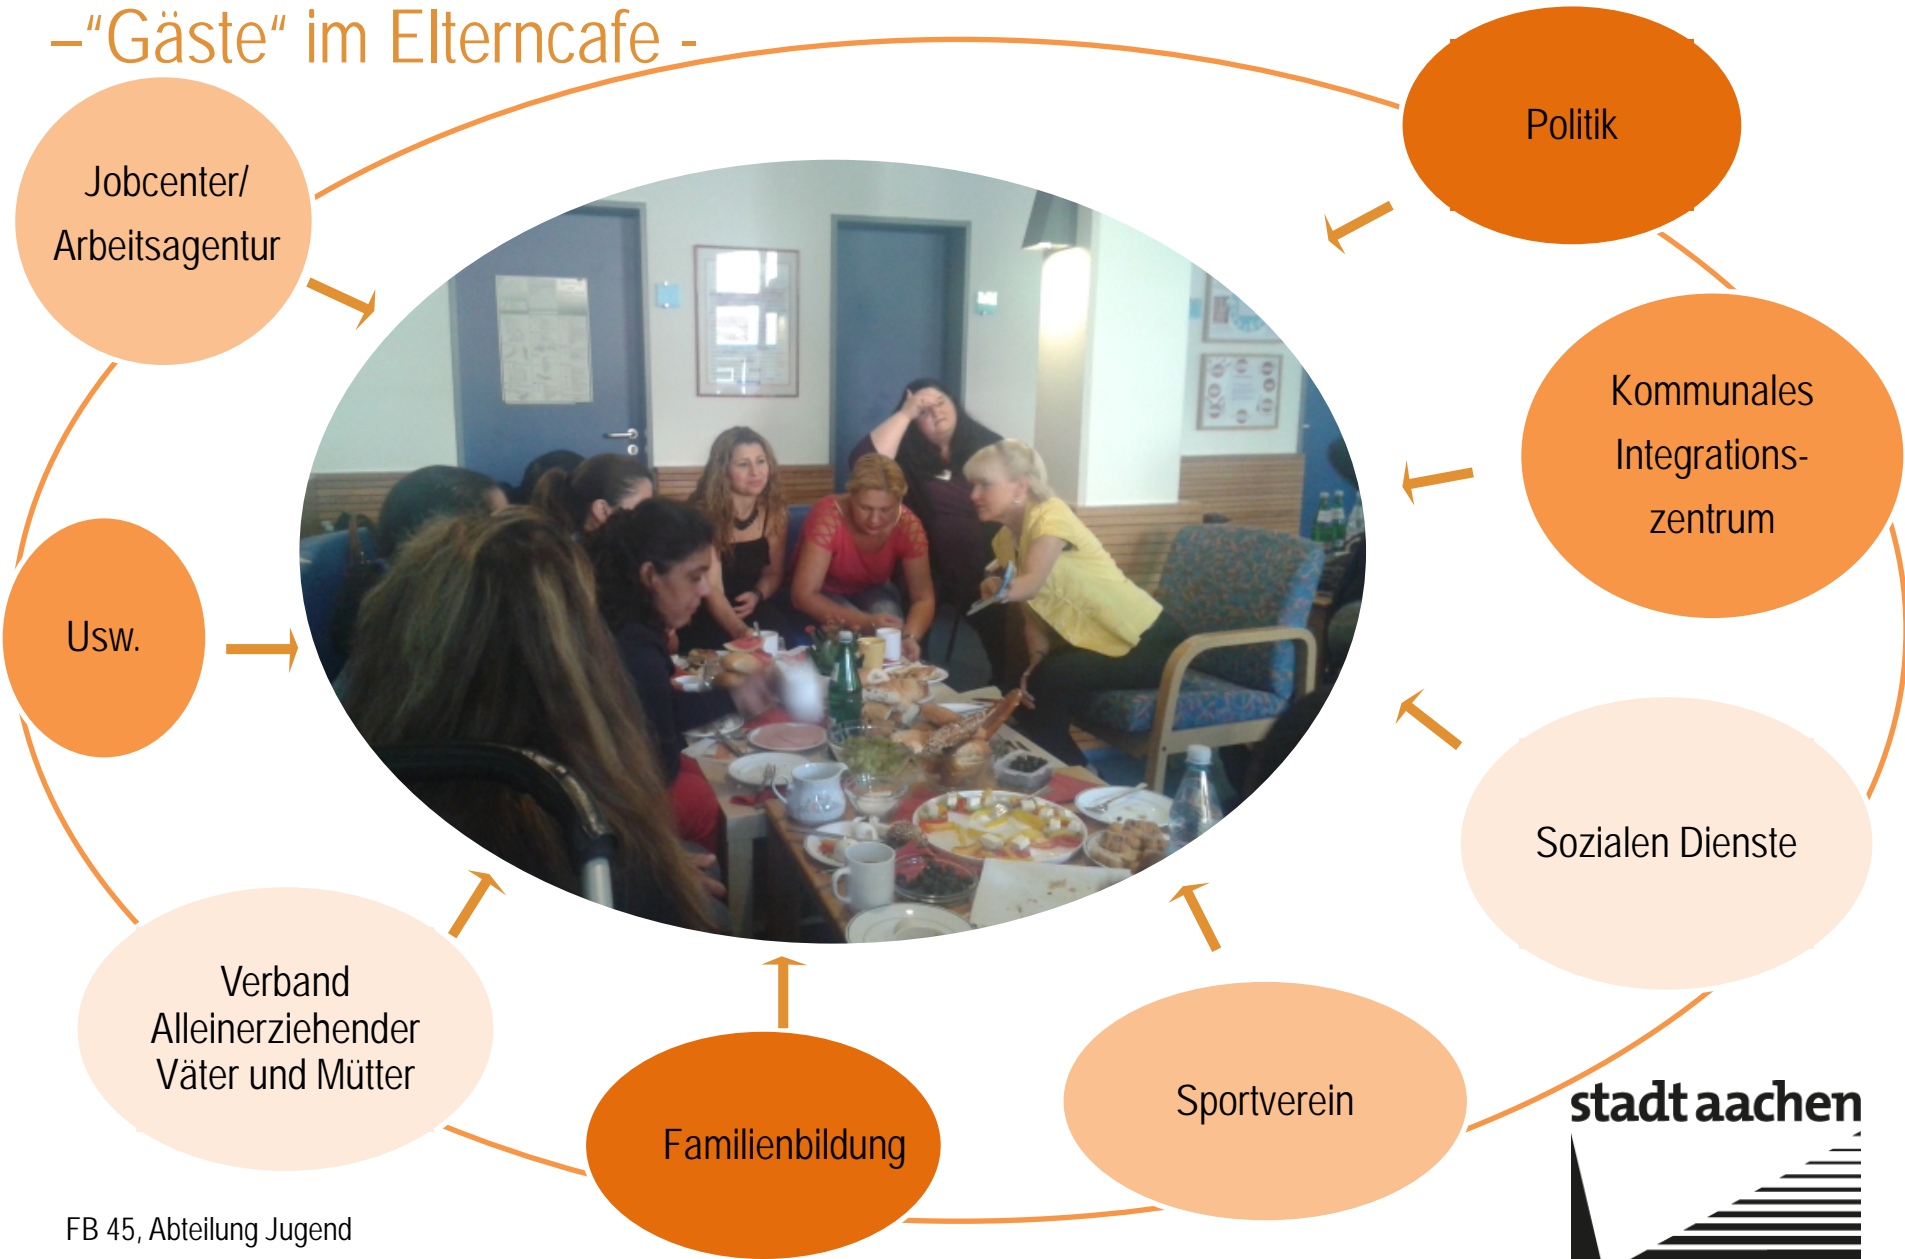 –"Gäste" im Elterncafe -
Jobcenter/
Arbeitsagentur
Politik
Kommunales
Integrations-
zentrum
Usw.
Sozialen Dienste
Verband
Alleinerziehender
Väter und Mütter
Familienbildung
Sportverein
stadt aachen
FB 45, Abteilung Jugend